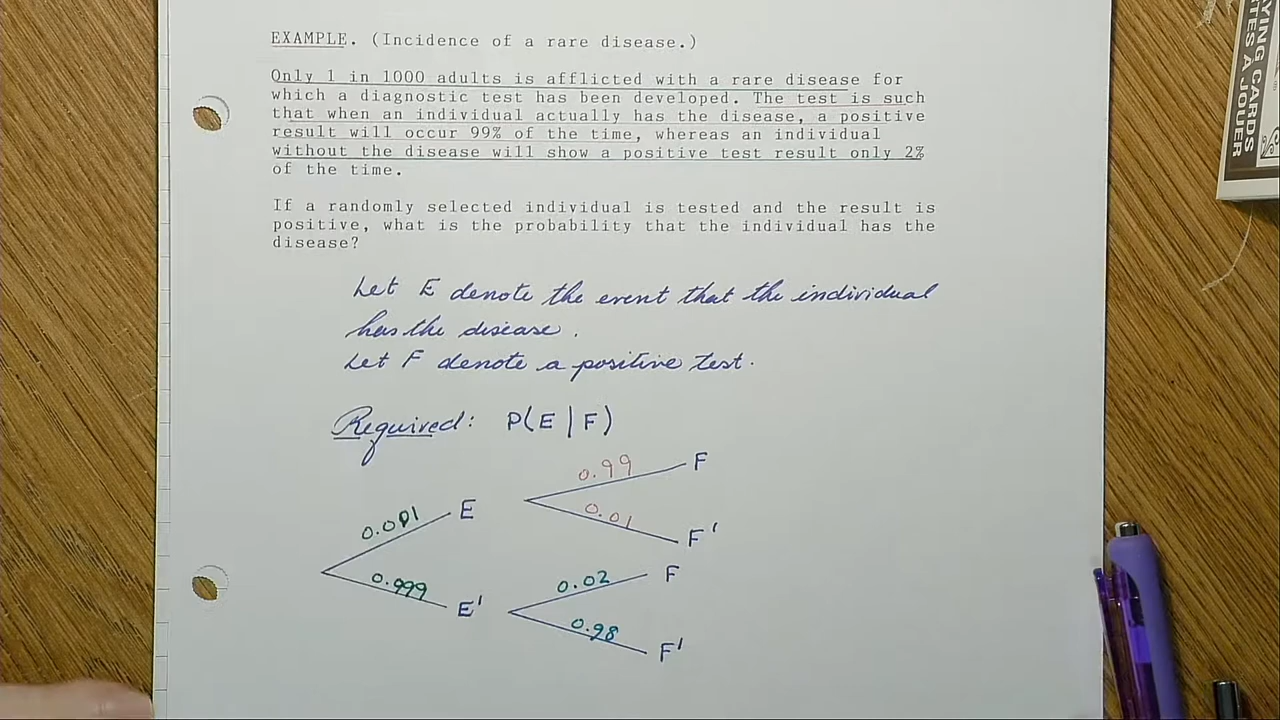 EXAMPLE. (Incidence of a rare disease.)
Only 1 in 1000 adults is afflicted with a rare disease for
which a diagnostic test has been developed. The test is such
that when an individual actually has the disease, a positive
result will occur 99% of the time, whereas an individual
without the disease will show a positive test result only 2%
of the time.
If a randomly selected individual is tested and the result is
positive, what is the probability that the individual has the
disease?
Let E denote the event that the individual
has the disease.
Let F denote a positive test.
Required: P(E | F)
0.99 F
0.001 E
0.01 F'
0.999 E'
0.02 F
0.98 F'
YING CARDS
TES A JOUER